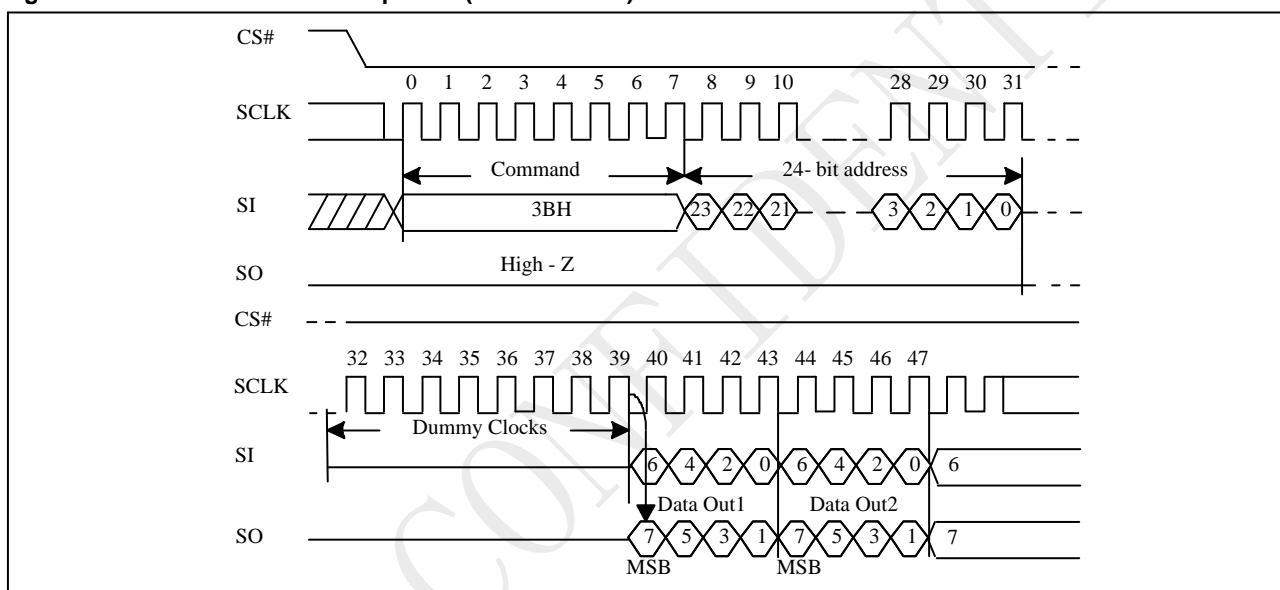 CS#
0 1 2 3 4 5 6 7 8 9 10 28 29 30 31
SCLK
Command 24- bit address
SI 3BH 23 22 21 3 2 1 0
SO High - Z
CS#
32 33 34 35 36 37 38 39 40 41 42 43 44 45 46 47
SCLK
Dummy Clocks
SI 6 4 2 0 6 4 2 0 6
Data Out1 Data Out2
SO 7 5 3 1 7 5 3 1 7
MSB MSB
CONFIDENT